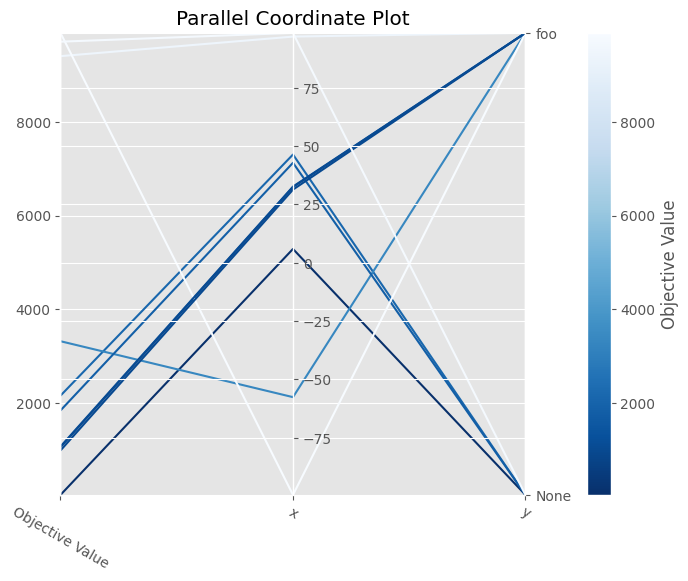 Parallel Coordinate Plot
8000
6000
4000
2000
75
50
25
0
−25
−50
−75
foo
None
8000
6000
4000
2000
Objective Value
Objective Value
x
y